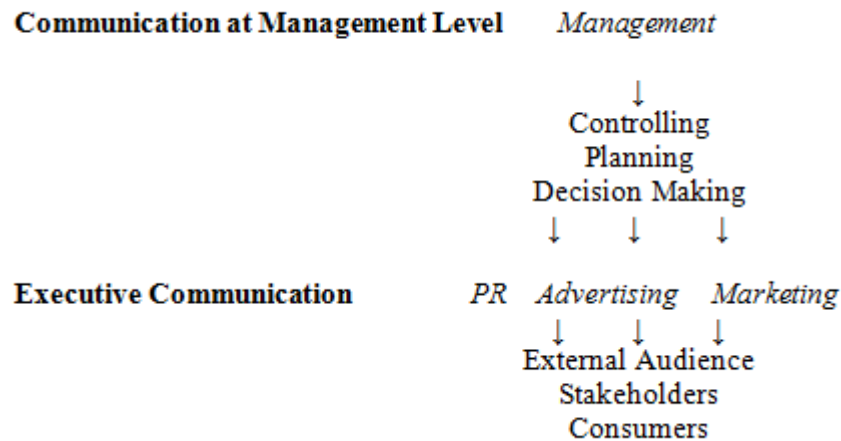 Communication at Management Level Management
↓
Controlling
Planning
Decision Making
↓ ↓ ↓
Executive Communication PR Advertising Marketing
↓ ↓ ↓
External Audience
Stakeholders
Consumers